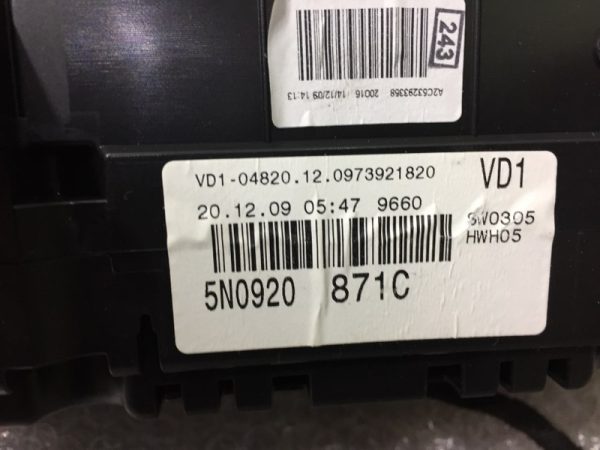 243
A2C53293358 20016 14/12/09 14:13
VD1-04820.12.0973921820
VD1
20.12.09 05:47 9660
SW0305
HWH05
5N0920 871C